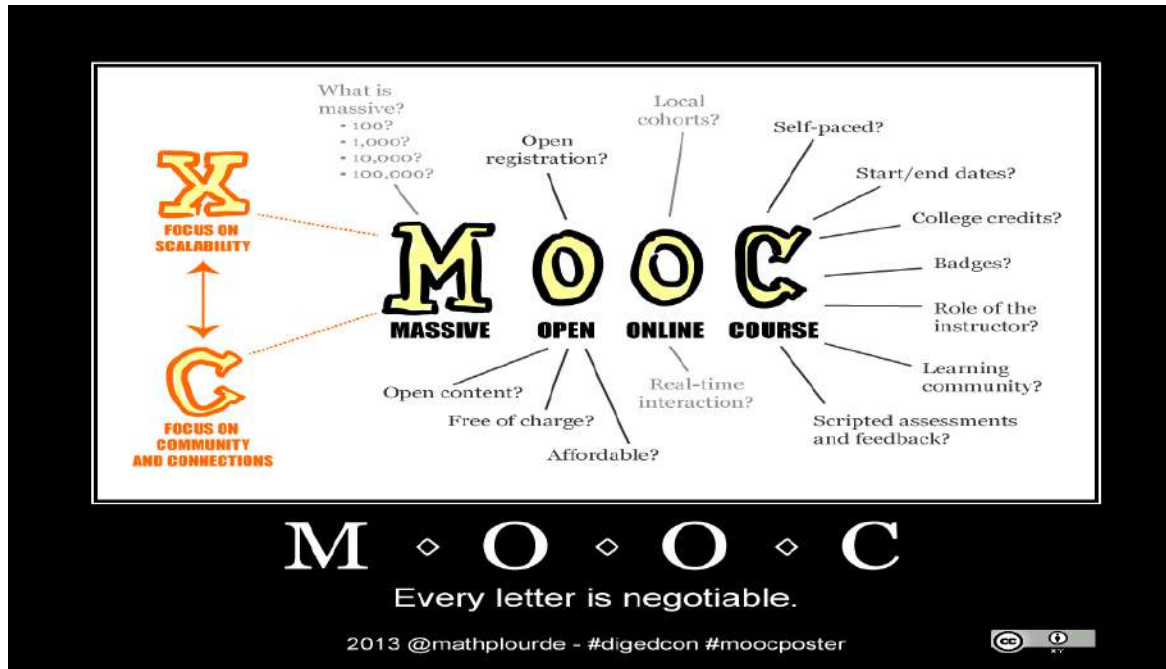 What is
massive?
• 100?
• 1,000?
• 10,000?
• 100,000?
Open
registration?
Local
cohorts?
Self-paced?
Start/end dates?
College credits?
Badges?
Role of the
instructor?
Learning
community?
Scripted assessments
and feedback?
X
FOCUS ON
SCALABILITY
C
FOCUS ON
COMMUNITY
AND CONNECTIONS
MOOC
MASSIVE OPEN ONLINE COURSE
Open content?
Free of charge?
Affordable?
Real-time
interaction?
M ◇ O ◇ O ◇ C
Every letter is negotiable.
2013 @mathplourde - #digedcon #moocposter
cc